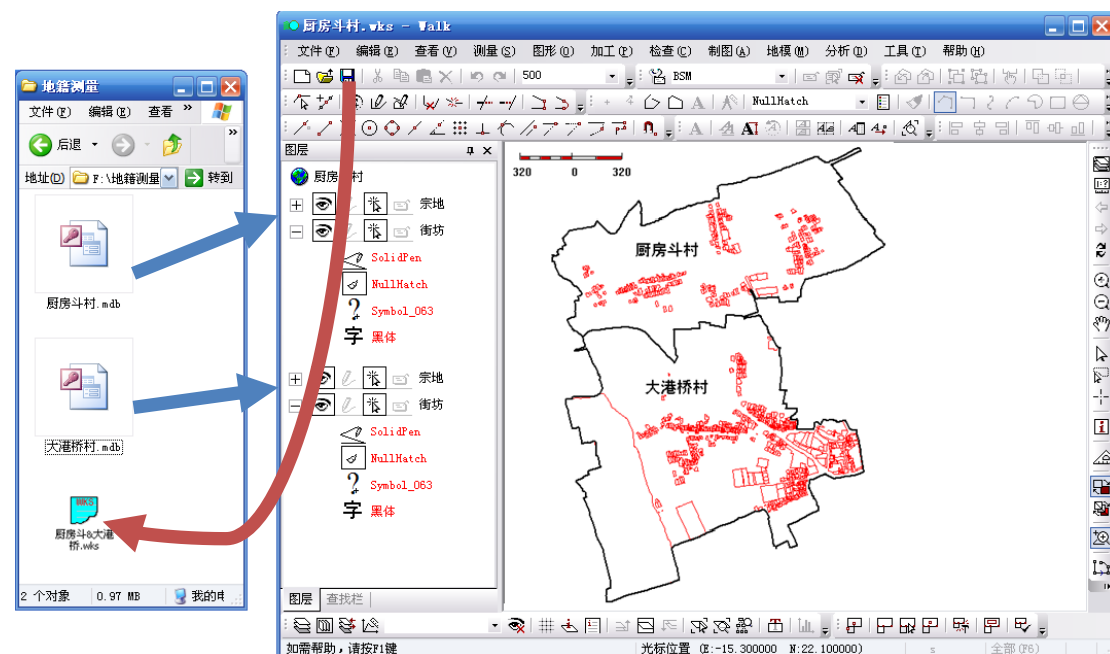 地籍测量
文件(F) 编辑(E) 查看(V) »
后退 »
地址(D) F:\地籍测量 转到
厨房斗村.mdb
大港桥村.mdb
WKS
厨房斗&大港
桥.wks
2 个对象 0.97 MB 我的电
厨房斗村.wks - Walk
文件(F) 编辑(E) 查看(V) 测量(S) 图形(O) 加工(P) 检查(C) 制图(A) 地模(M) 分析(D) 工具(T) 帮助(H)
500 BSM
NullHatch
图层
厨房 村
宗地
街坊
SolidPen
NullHatch
Symbol_063
字 黑体
宗地
街坊
SolidPen
NullHatch
Symbol_063
字 黑体
图层 查找栏
320 0 320
厨房斗村
大港桥村
如需帮助,请按F1键 光标位置 (E:-15.300000 N:22.100000) s 全部(F6)